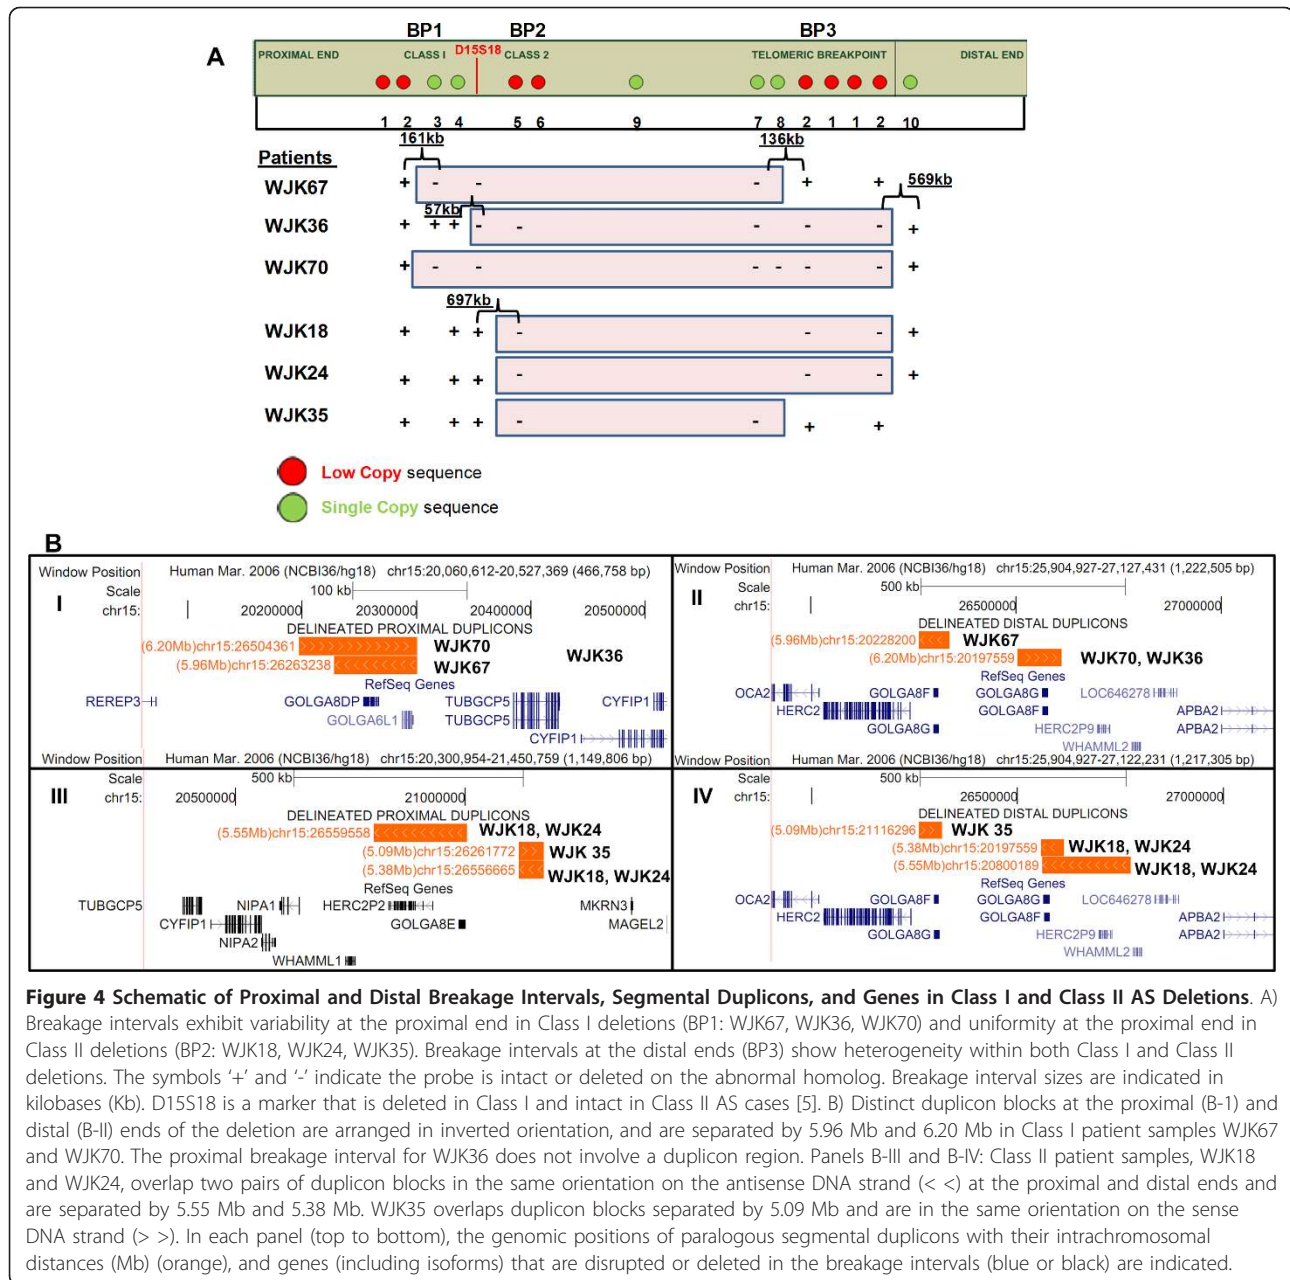 A
BP1 BP2 BP3
PROXIMAL END CLASS I D15S18 CLASS 2 TELOMERIC BREAKPOINT DISTAL END
1 2 3 4 5 6 9 7 8 2 1 1 2 10
161kb 136kb
Patients
WJK67 + - - - + + 569kb
57kb
WJK36 + + + - - - - - +
WJK70 + - - - - - - +
697kb
WJK18 + + + - - - +
WJK24 + + + - - - +
WJK35 + + + - - + +
Low Copy sequence
Single Copy sequence
B
I
Window Position Human Mar. 2006 (NCBI36/hg18) chr15:20,060,612-20,527,369 (466,758 bp)
Scale 100 kb
chr15: 20200000 20300000 20400000 20500000
DELINEATED PROXIMAL DUPLICONS
(6.20Mb)chr15:26504361 WJK70
WJK36
(5.96Mb)chr15:26263238 WJK67
RefSeq Genes
REREP3 GOLGA8DP TUBGCP5 CYFIP1
GOLGA6L1 TUBGCP5
CYFIP1
II
Window Position Human Mar. 2006 (NCBI36/hg18) chr15:25,904,927-27,127,431 (1,222,505 bp)
Scale 500 kb
chr15: 26500000 27000000
DELINEATED DISTAL DUPLICONS
(5.96Mb)chr15:20228200 WJK67
(6.20Mb)chr15:20197559 WJK70, WJK36
RefSeq Genes
OCA2 GOLGA8F GOLGA8G LOC646278
HERC2 GOLGA8F APBA2
GOLGA8G HERC2P9 APBA2
WHAMML2
III
Window Position Human Mar. 2006 (NCBI36/hg18) chr15:20,300,954-21,450,759 (1,149,806 bp)
Scale 500 kb
chr15: 20500000 21000000
DELINEATED PROXIMAL DUPLICONS
(5.55Mb)chr15:26559558 WJK18, WJK24
(5.09Mb)chr15:26261772 WJK 35
(5.38Mb)chr15:26556665 WJK18, WJK24
RefSeq Genes
TUBGCP5 NIPA1 HERC2P2 MKRN3
CYFIP1 GOLGA8E MAGEL2
NIPA2
WHAMML1
IV
Window Position Human Mar. 2006 (NCBI36/hg18) chr15:25,904,927-27,122,231 (1,217,305 bp)
Scale 500 kb
chr15: 26500000 27000000
DELINEATED DISTAL DUPLICONS
(5.09Mb)chr15:21116296 WJK 35
(5.38Mb)chr15:20197559 WJK18, WJK24
(5.55Mb)chr15:20800189 WJK18, WJK24
RefSeq Genes
OCA2 GOLGA8F GOLGA8G LOC646278
HERC2 GOLGA8F APBA2
GOLGA8G HERC2P9 APBA2
WHAMML2
Figure 4 Schematic of Proximal and Distal Breakage Intervals, Segmental Duplicons, and Genes in Class I and Class II AS Deletions. A)
Breakage intervals exhibit variability at the proximal end in Class I deletions (BP1: WJK67, WJK36, WJK70) and uniformity at the proximal end in
Class II deletions (BP2: WJK18, WJK24, WJK35). Breakage intervals at the distal ends (BP3) show heterogeneity within both Class I and Class II
deletions. The symbols '+' and '-' indicate the probe is intact or deleted on the abnormal homolog. Breakage interval sizes are indicated in
kilobases (Kb). D15S18 is a marker that is deleted in Class I and intact in Class II AS cases [5]. B) Distinct duplicon blocks at the proximal (B-1) and
distal (B-II) ends of the deletion are arranged in inverted orientation, and are separated by 5.96 Mb and 6.20 Mb in Class I patient samples WJK67
and WJK70. The proximal breakage interval for WJK36 does not involve a duplicon region. Panels B-III and B-IV: Class II patient samples, WJK18
and WJK24, overlap two pairs of duplicon blocks in the same orientation on the antisense DNA strand (< <) at the proximal and distal ends and
are separated by 5.55 Mb and 5.38 Mb. WJK35 overlaps duplicon blocks separated by 5.09 Mb and are in the same orientation on the sense
DNA strand (> >). In each panel (top to bottom), the genomic positions of paralogous segmental duplicons with their intrachromosomal
distances (Mb) (orange), and genes (including isoforms) that are disrupted or deleted in the breakage intervals (blue or black) are indicated.